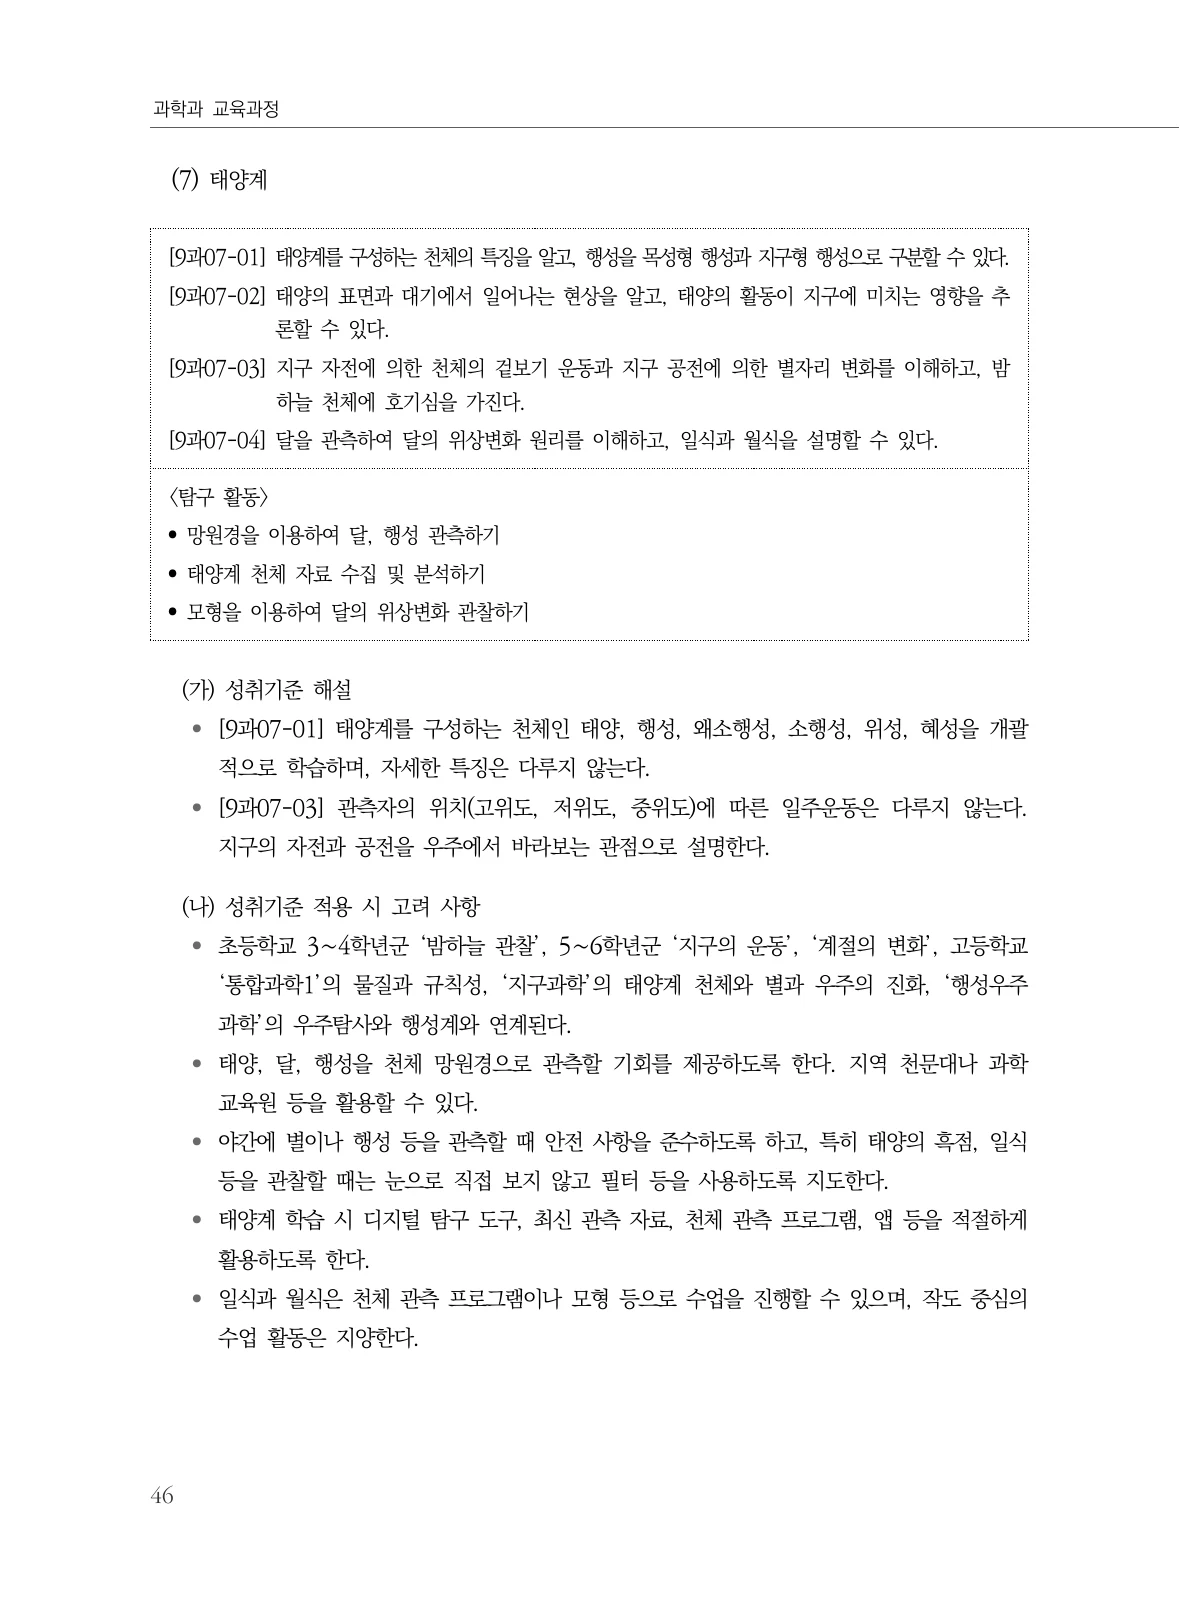 과학과 교육과정
(7) 태양계
[9과07-01] 태양계를 구성하는 천체의 특징을 알고, 행성을 목성형 행성과 지구형 행성으로 구분할 수 있다.
[9과07-02] 태양의 표면과 대기에서 일어나는 현상을 알고, 태양의 활동이 지구에 미치는 영향을 추
론할 수 있다.
[9과07-03] 지구 자전에 의한 천체의 겉보기 운동과 지구 공전에 의한 별자리 변화를 이해하고, 밤
하늘 천체에 호기심을 가진다.
[9과07-04] 달을 관측하여 달의 위상변화 원리를 이해하고, 일식과 월식을 설명할 수 있다.
〈탐구 활동〉
• 망원경을 이용하여 달, 행성 관측하기
• 태양계 천체 자료 수집 및 분석하기
• 모형을 이용하여 달의 위상변화 관찰하기
(가) 성취기준 해설
• [9과07-01] 태양계를 구성하는 천체인 태양, 행성, 왜소행성, 소행성, 위성, 혜성을 개괄
적으로 학습하며, 자세한 특징은 다루지 않는다.
• [9과07-03] 관측자의 위치(고위도, 저위도, 중위도)에 따른 일주운동은 다루지 않는다.
지구의 자전과 공전을 우주에서 바라보는 관점으로 설명한다.
(나) 성취기준 적용 시 고려 사항
• 초등학교 3~4학년군 ‘밤하늘 관찰’, 5~6학년군 ‘지구의 운동’, ‘계절의 변화’, 고등학교
‘통합과학1’의 물질과 규칙성, ‘지구과학’의 태양계 천체와 별과 우주의 진화, ‘행성우주
과학’의 우주탐사와 행성계와 연계된다.
• 태양, 달, 행성을 천체 망원경으로 관측할 기회를 제공하도록 한다. 지역 천문대나 과학
교육원 등을 활용할 수 있다.
• 야간에 별이나 행성 등을 관측할 때 안전 사항을 준수하도록 하고, 특히 태양의 흑점, 일식
등을 관찰할 때는 눈으로 직접 보지 않고 필터 등을 사용하도록 지도한다.
• 태양계 학습 시 디지털 탐구 도구, 최신 관측 자료, 천체 관측 프로그램, 앱 등을 적절하게
활용하도록 한다.
• 일식과 월식은 천체 관측 프로그램이나 모형 등으로 수업을 진행할 수 있으며, 작도 중심의
수업 활동은 지양한다.
46